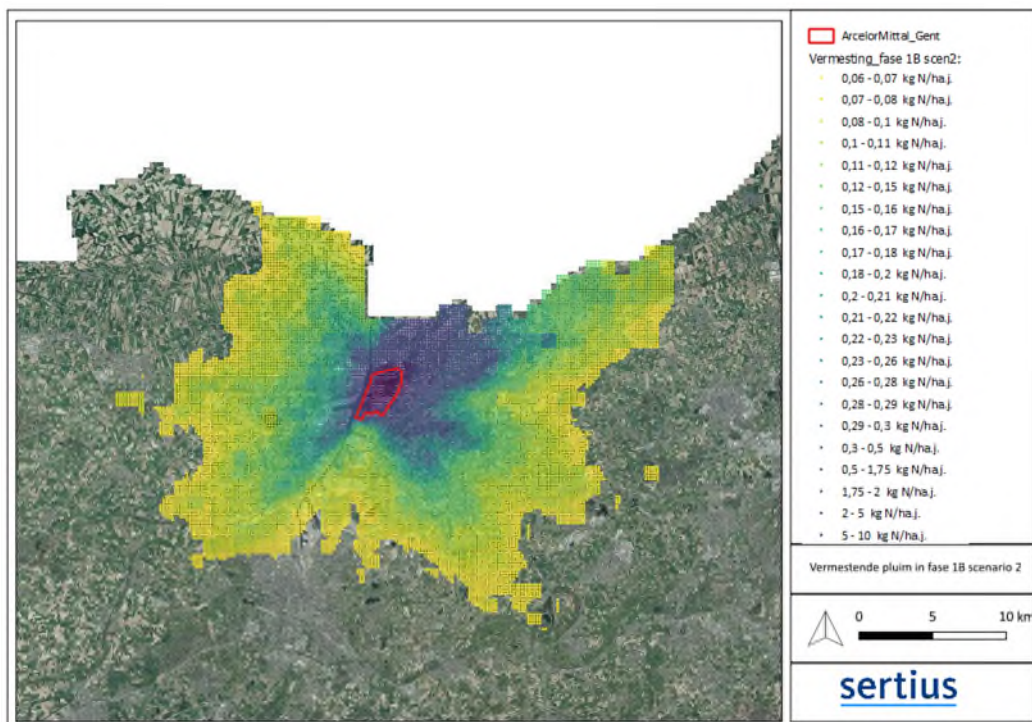 ArcelorMittal_Gent
Vermesting_fase 1B scen2:
0,06 - 0,07 kg N/ha.j.
0,07 - 0,08 kg N/ha.j.
0,08 - 0,1 kg N/ha.j.
0,1 - 0,11 kg N/ha.j.
0,11 - 0,12 kg N/ha.j.
0,12 - 0,15 kg N/ha.j.
0,15 - 0,16 kg N/ha.j.
0,16 - 0,17 kg N/ha.j.
0,17 - 0,18 kg N/ha.j.
0,18 - 0,2 kg N/ha.j.
0,2 - 0,21 kg N/ha.j.
0,21 - 0,22 kg N/ha.j.
0,22 - 0,23 kg N/ha.j.
0,23 - 0,26 kg N/ha.j.
0,26 - 0,28 kg N/ha.j.
0,28 - 0,29 kg N/ha.j.
0,29 - 0,3 kg N/ha.j.
0,3 - 0,5 kg N/ha.j.
0,5 - 1,75 kg N/ha.j.
1,75 - 2 kg N/ha.j.
2 - 5 kg N/ha.j.
5 - 10 kg N/ha.j.
Vermestende pluim in fase 1B scenario 2
0 5 10 km
sertius